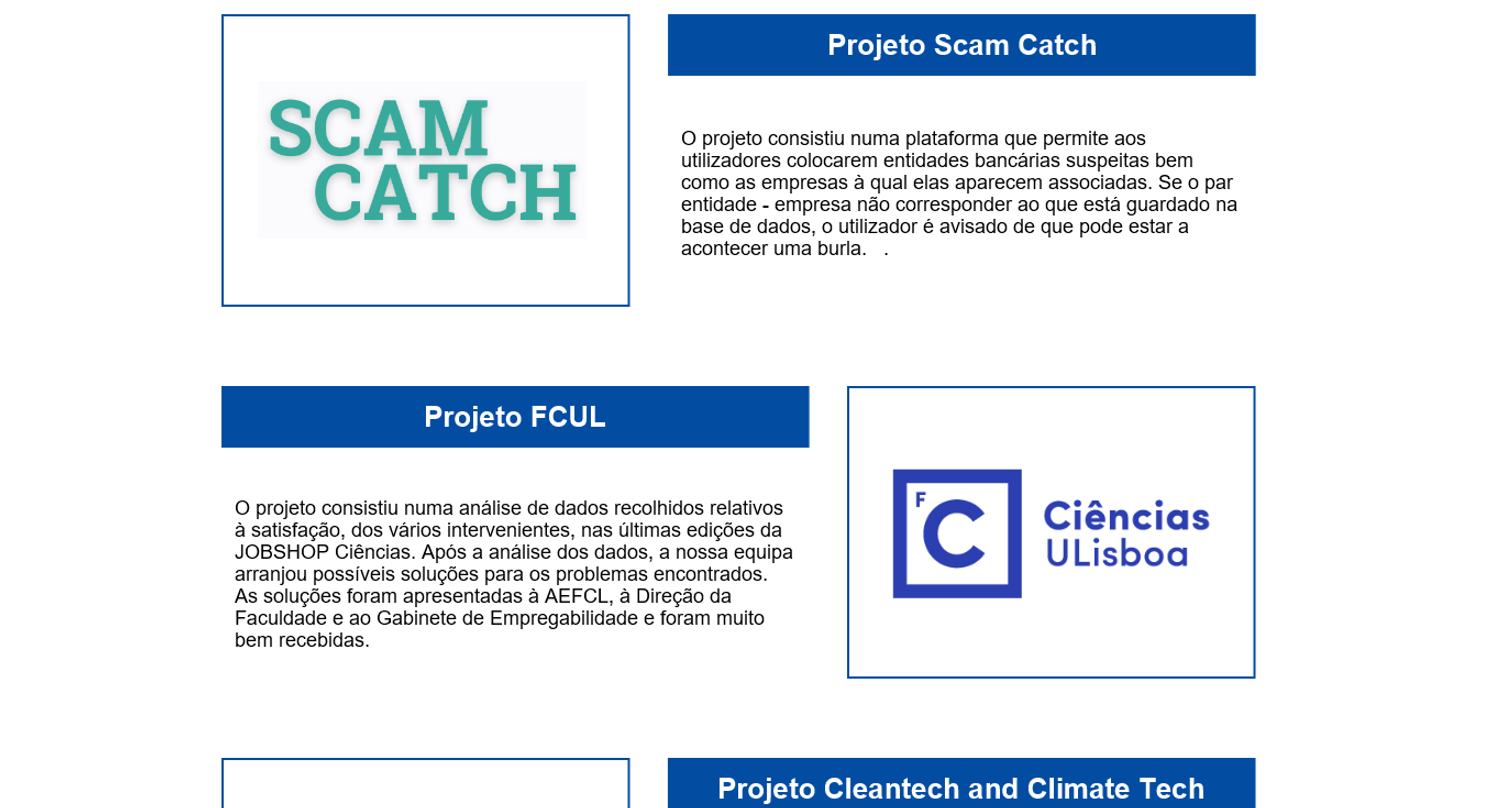 SCAM
CATCH
Projeto Scam Catch
O projeto consistiu numa plataforma que permite aos
utilizadores colocarem entidades bancárias suspeitas bem
como as empresas à qual elas aparecem associadas. Se o par
entidade - empresa não corresponder ao que está guardado na
base de dados, o utilizador é avisado de que pode estar a
acontecer uma burla.   .
Projeto FCUL
O projeto consistiu numa análise de dados recolhidos relativos
à satisfação, dos vários intervenientes, nas últimas edições da
JOBSHOP Ciências. Após a análise dos dados, a nossa equipa
arranjou possíveis soluções para os problemas encontrados.
As soluções foram apresentadas à AEFCL, à Direção da
Faculdade e ao Gabinete de Empregabilidade e foram muito
bem recebidas.
F
C
Ciências
ULisboa
Projeto Cleantech and Climate Tech